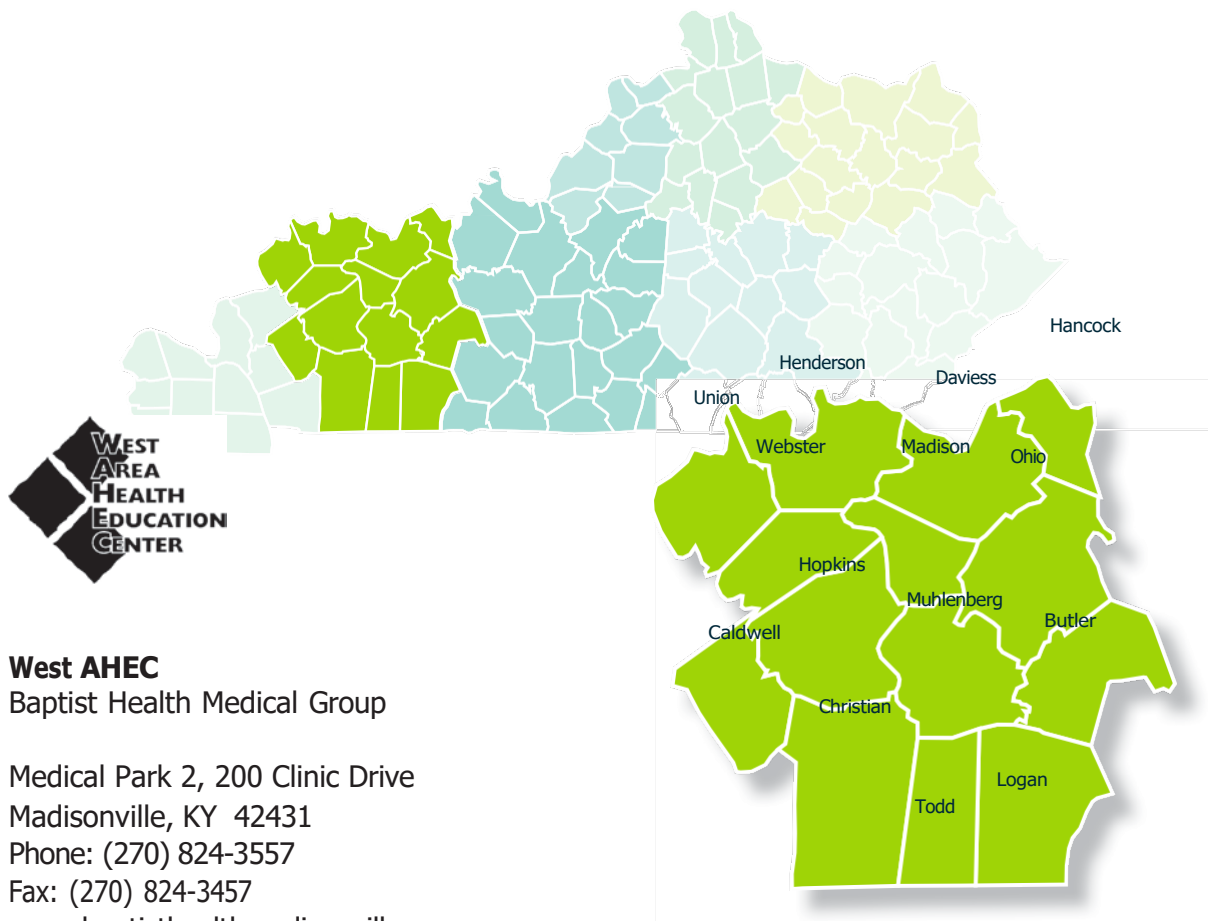 Hancock
Henderson
Daviess
Union
Webster
Madison
Ohio
WEST
AREA
HEALTH
EDUCATION
CENTER
Hopkins
Muhlenberg
Butler
Caldwell
West AHEC
Baptist Health Medical Group
Christian
Medical Park 2, 200 Clinic Drive
Madisonville, KY 42431
Phone: (270) 824-3557
Fax: (270) 824-3457
Logan
Todd